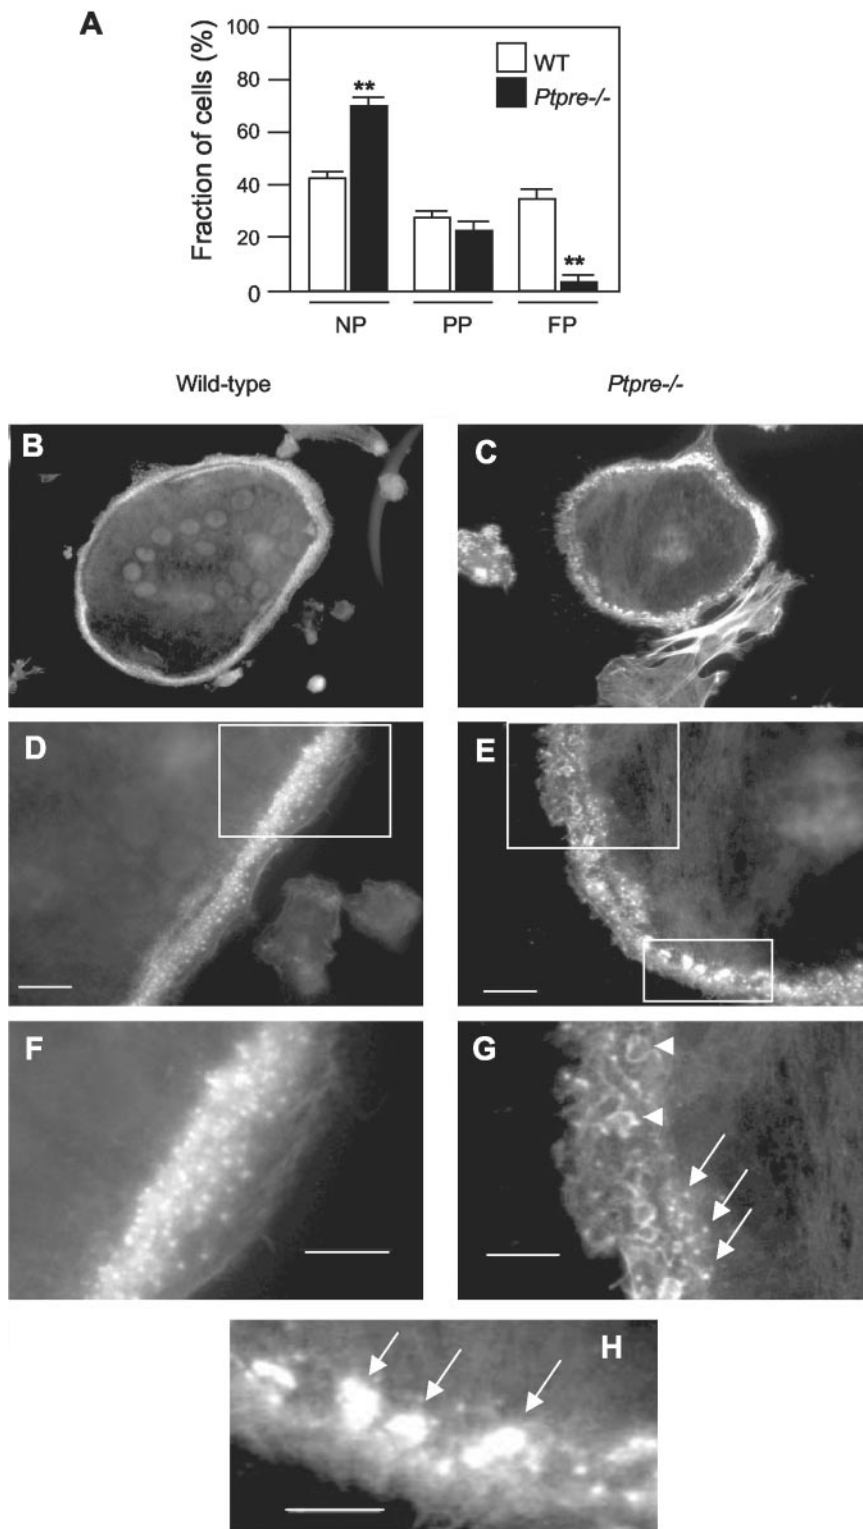 A
Fraction of cells (%)
100
80
60
40
20
0
WT
Ptpre-/-
**
**
NP PP FP
Wild-type Ptpre-/-
B C
D E
F G
H